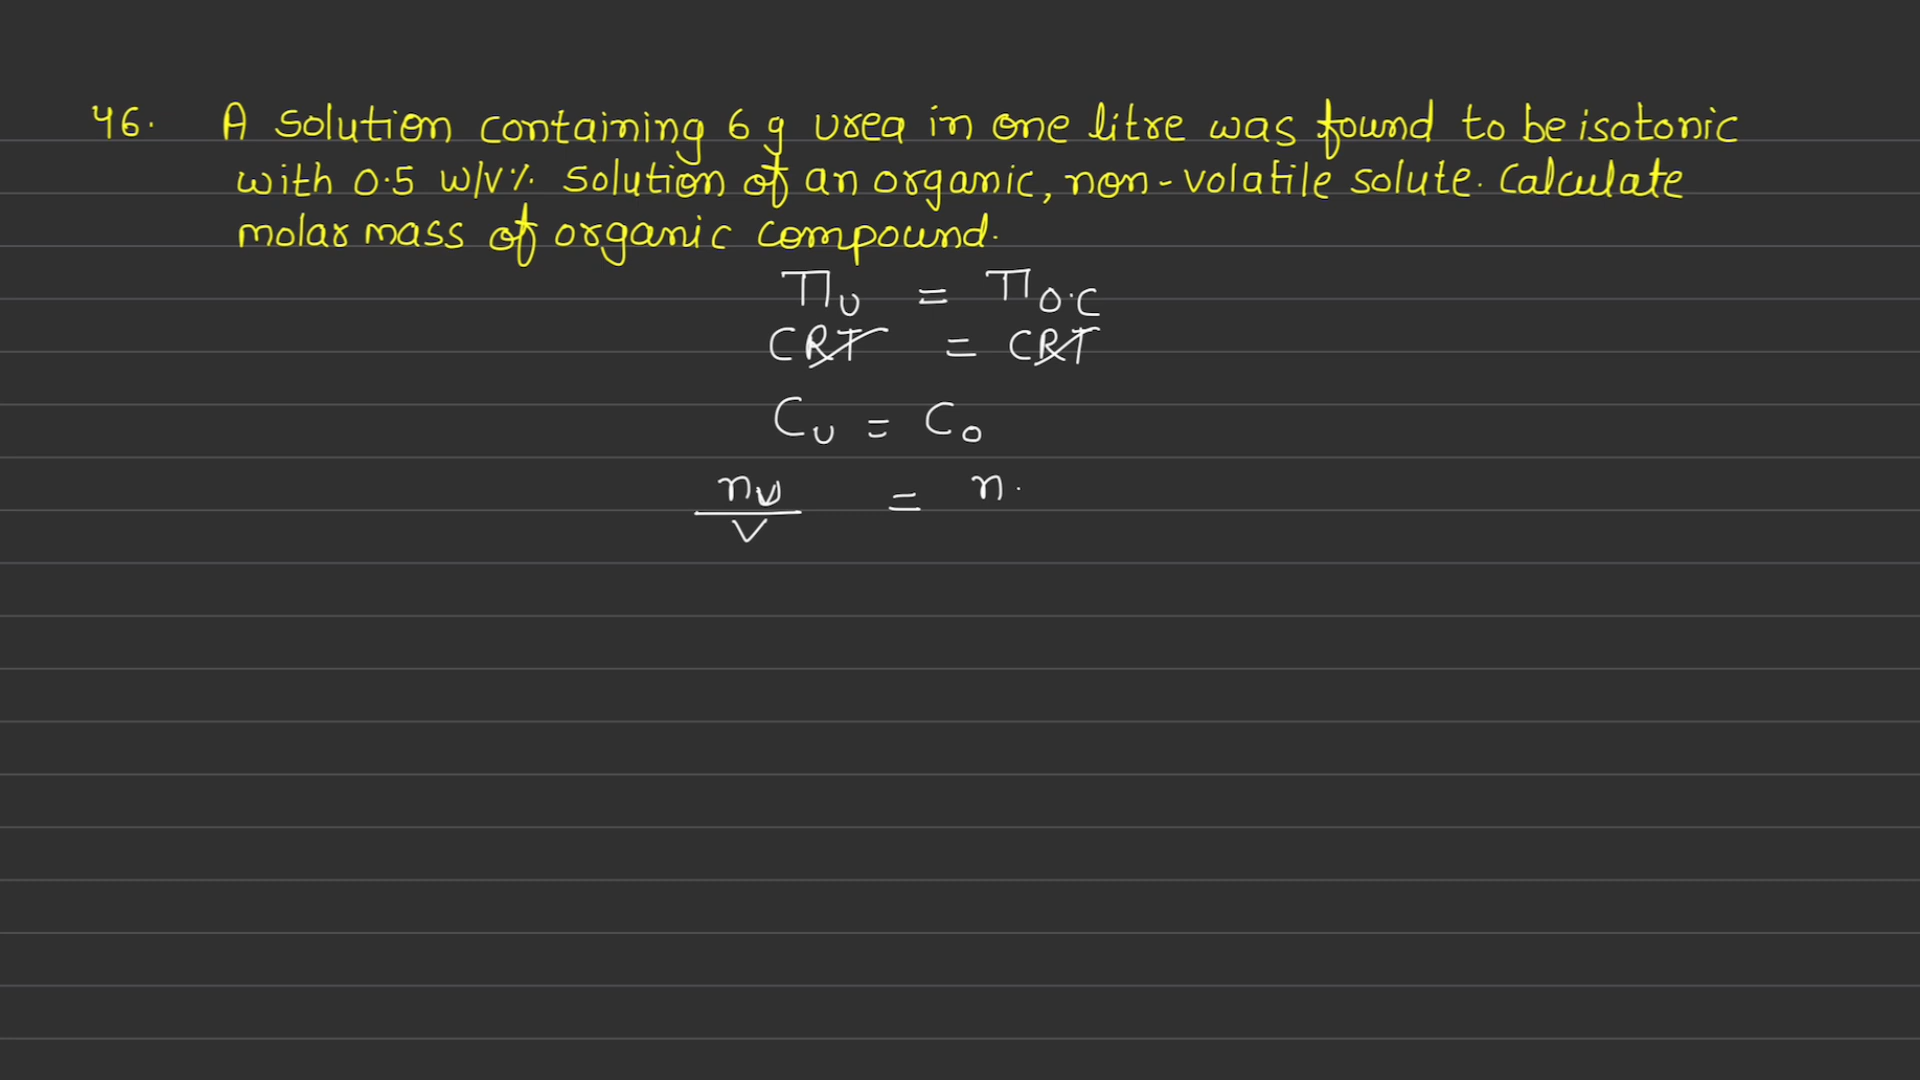 46. A solution containing 6 g urea in one litre was found to be isotonic
with 0.5 w/v% solution of an organic, non-volatile solute. Calculate
molar mass of organic compound.
π_U = π_O.C
CRT = CRT
C_U = C_O
n_U/V = n.